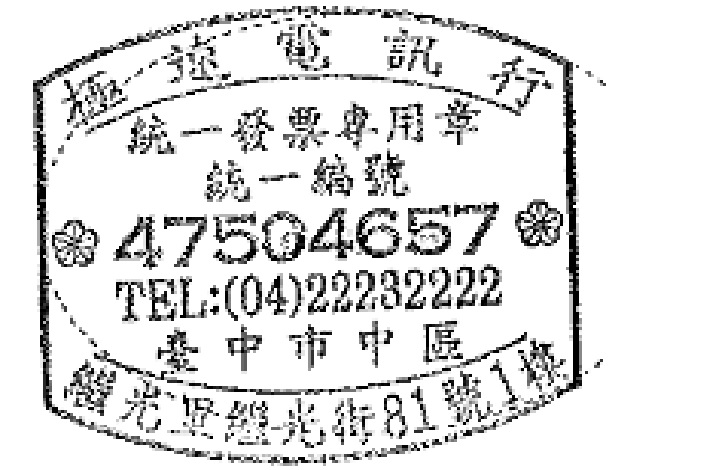 極速電訊行
統一發票專用章
統一編號
47504657
TEL:(04)22232222
臺中市中區
繼光里繼光街81號1樓